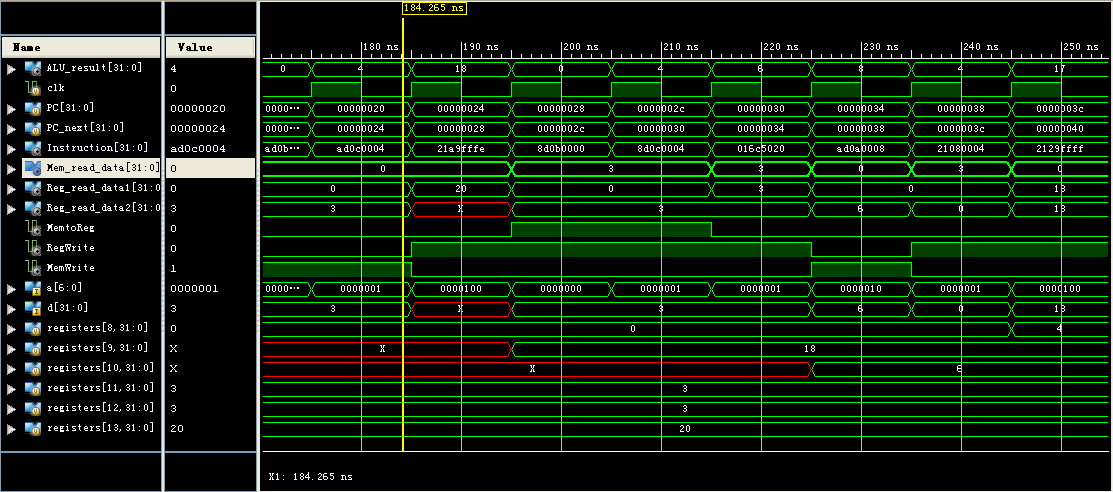 184.265 ns
Name Value 180 ns 190 ns 200 ns 210 ns 220 ns 230 ns 240 ns 250 ns
ALU_result[31:0] 4 0 4 18 0 4 6 8 4 17
clk 0
PC[31:0] 00000020 0000⋯ 00000020 00000024 00000028 0000002c 00000030 00000034 00000038 0000003c
PC_next[31:0] 00000024 0000⋯ 00000024 00000028 0000002c 00000030 00000034 00000038 0000003c 00000040
Instruction[31:0] ad0c0004 ad0b⋯ ad0c0004 21a9fffe 8d0b0000 8d0c0004 016c5020 ad0a0008 21080004 2129ffff
Mem_read_data[31:0] 0 0 3 3 0 3 0
Reg_read_data1[31:0 0 0 20 0 3 0 18
Reg_read_data2[31:0 3 3 X 3 6 0 18
MemtoReg 0
RegWrite 0
MemWrite 1
a[6:0] 0000001 0000⋯ 0000001 0000100 0000000 0000001 0000001 0000010 0000001 0000100
d[31:0] 3 3 X 3 6 0 18
registers[8,31:0] 0 0 4
registers[9,31:0] X X 18
registers[10,31:0] X X 6
registers[11,31:0] 3 3
registers[12,31:0] 3 3
registers[13,31:0] 20 20
X1: 184.265 ns